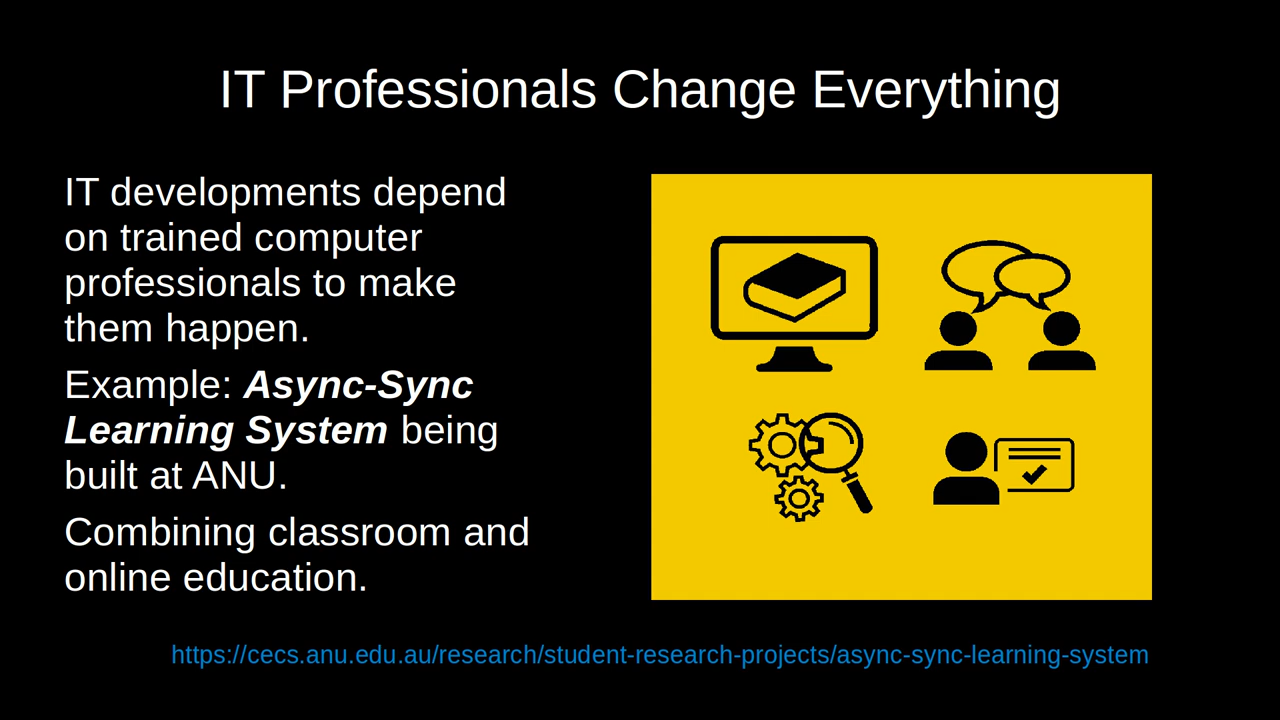 IT Professionals Change Everything
IT developments depend
on trained computer
professionals to make
them happen.
Example: Async-Sync
Learning System being
built at ANU.
Combining classroom and
online education.
https://cecs.anu.edu.au/research/student-research-projects/async-sync-learning-system